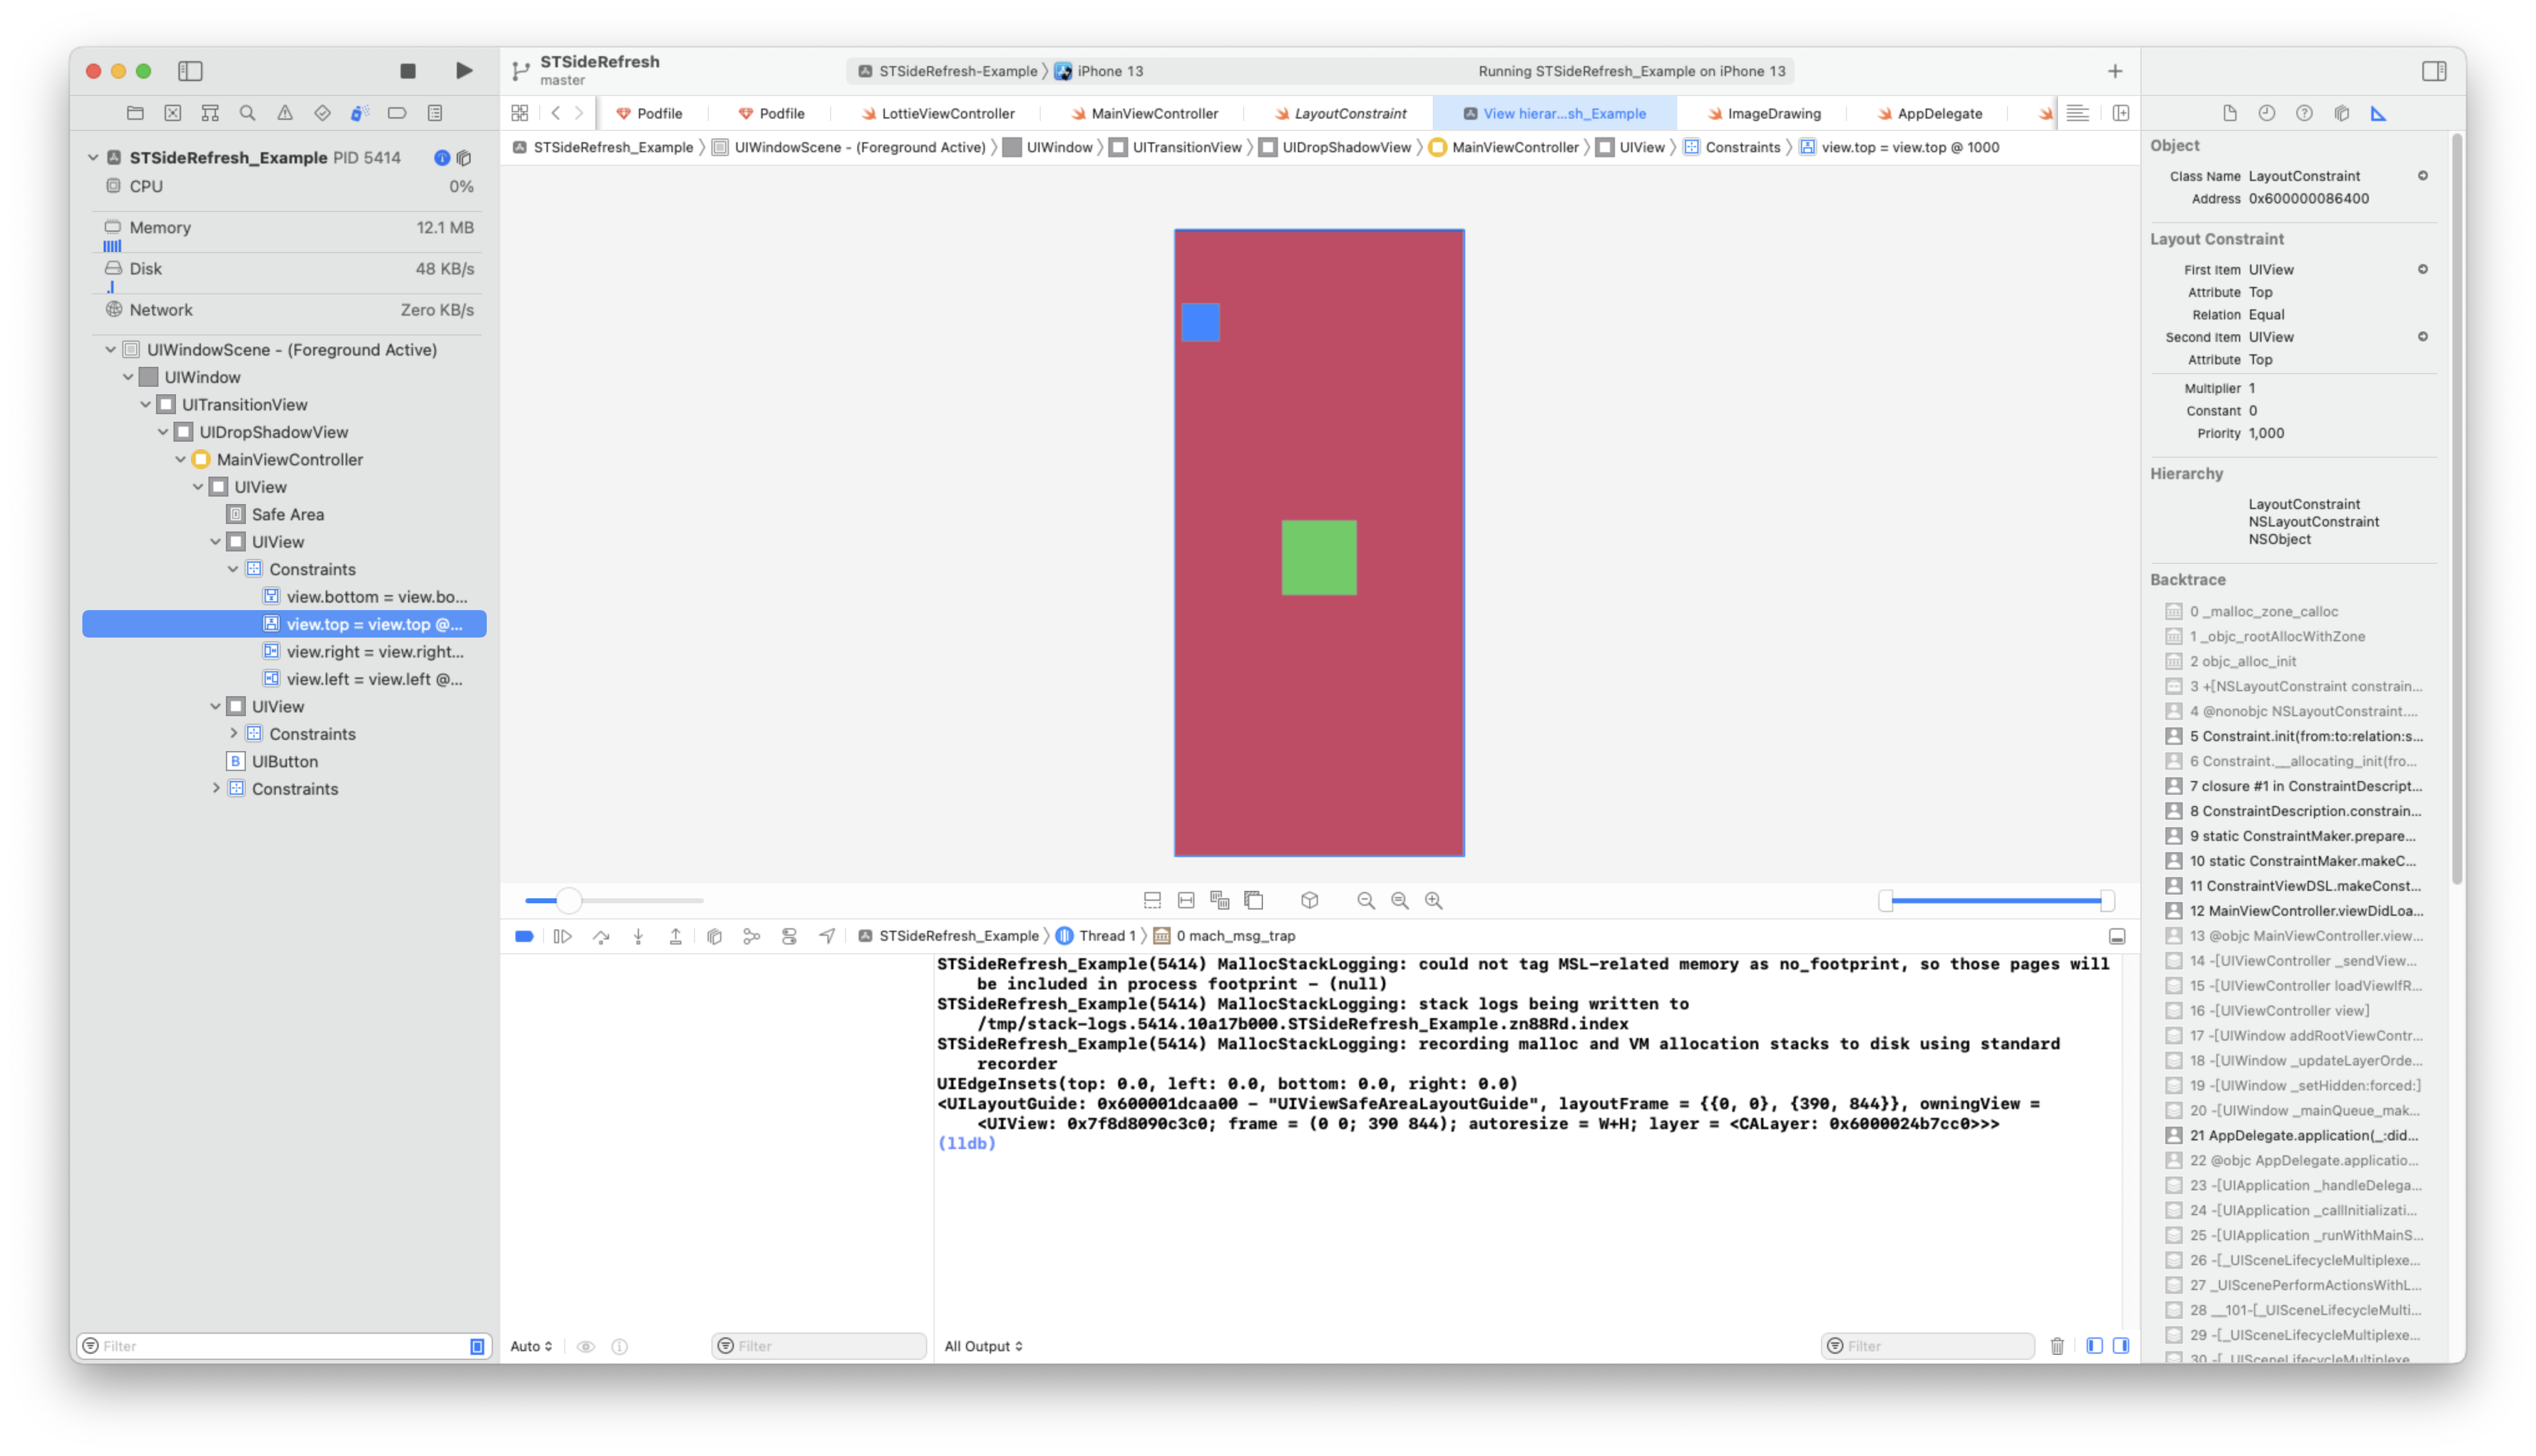 STSideRefresh
master
STSideRefresh-Example 〉 iPhone 13
Running STSideRefresh_Example on iPhone 13
Podfile
Podfile
LottieViewController
MainViewController
LayoutConstraint
View hierar...sh_Example
ImageDrawing
AppDelegate
STSideRefresh_Example 〉 UIWindowScene - (Foreground Active) 〉 UIWindow 〉 UITransitionView 〉 UIDropShadowView 〉 MainViewController 〉 UIView 〉 Constraints 〉 view.top = view.top @ 1000
STSideRefresh_Example PID 5414
CPU 0%
Memory 12.1 MB
Disk 48 KB/s
Network Zero KB/s
UIWindowScene - (Foreground Active)
UIWindow
UITransitionView
UIDropShadowView
MainViewController
UIView
Safe Area
UIView
Constraints
view.bottom = view.bo...
view.top = view.top @...
view.right = view.right...
view.left = view.left @...
UIView
Constraints
B UIButton
Constraints
Filter
STSideRefresh_Example 〉 Thread 1 〉 0 mach_msg_trap
STSideRefresh_Example(5414) MallocStackLogging: could not tag MSL-related memory as no_footprint, so those pages will
be included in process footprint - (null)
STSideRefresh_Example(5414) MallocStackLogging: stack logs being written to
/tmp/stack-logs.5414.10a17b000.STSideRefresh_Example.zn88Rd.index
STSideRefresh_Example(5414) MallocStackLogging: recording malloc and VM allocation stacks to disk using standard
recorder
UIEdgeInsets(top: 0.0, left: 0.0, bottom: 0.0, right: 0.0)
<UILayoutGuide: 0x600001dcaa00 - "UIViewSafeAreaLayoutGuide", layoutFrame = {{0, 0}, {390, 844}}, owningView =
<UIView: 0x7f8d8090c3c0; frame = (0 0; 390 844); autoresize = W+H; layer = <CALayer: 0x6000024b7cc0>>>
(lldb)
Auto
Filter
All Output
Filter
Object
Class Name LayoutConstraint
Address 0x600000086400
Layout Constraint
First Item UIView
Attribute Top
Relation Equal
Second Item UIView
Attribute Top
Multiplier 1
Constant 0
Priority 1,000
Hierarchy
LayoutConstraint
NSLayoutConstraint
NSObject
Backtrace
0 _malloc_zone_calloc
1 _objc_rootAllocWithZone
2 objc_alloc_init
3 +[NSLayoutConstraint constrain...
4 @nonobjc NSLayoutConstraint....
5 Constraint.init(from:to:relation:s...
6 Constraint.__allocating_init(fro...
7 closure #1 in ConstraintDescript...
8 ConstraintDescription.constrain...
9 static ConstraintMaker.prepare...
10 static ConstraintMaker.makeC...
11 ConstraintViewDSL.makeConst...
12 MainViewController.viewDidLoa...
13 @objc MainViewController.view...
14 -[UIViewController _sendView...
15 -[UIViewController loadViewIfR...
16 -[UIViewController view]
17 -[UIWindow addRootViewContr...
18 -[UIWindow _updateLayerOrde...
19 -[UIWindow _setHidden:forced:]
20 -[UIWindow _mainQueue_mak...
21 AppDelegate.application(_:did...
22 @objc AppDelegate.applicatio...
23 -[UIApplication _handleDelega...
24 -[UIApplication _callInitializati...
25 -[UIApplication _runWithMainS...
26 -[_UISceneLifecycleMultiplexe...
27 _UIScenePerformActionsWithL...
28 __101-[_UISceneLifecycleMulti...
29 -[_UISceneLifecycleMultiplexe...
30 -[_UISceneLifecycleMultiplexe...